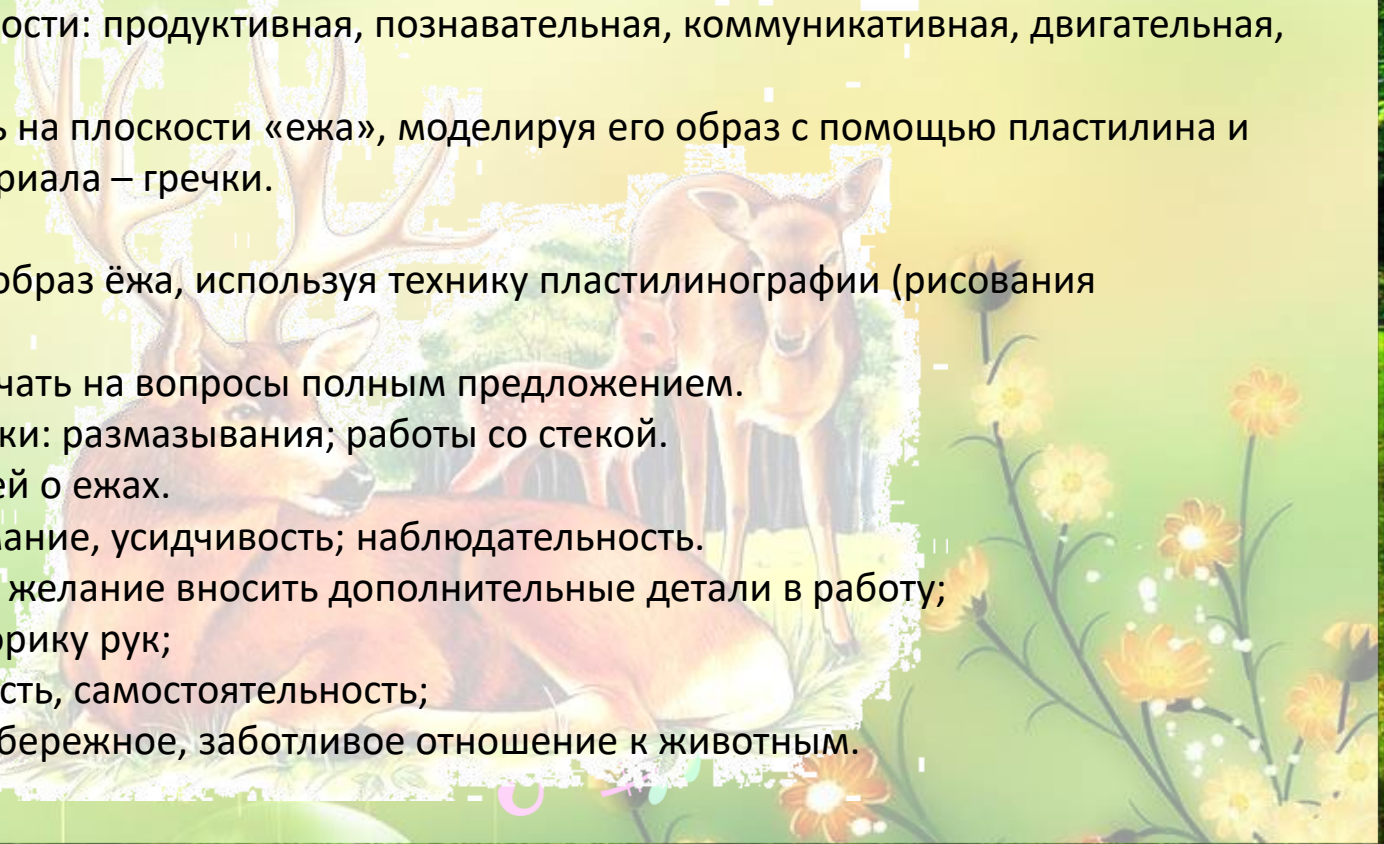 ости: продуктивная, познавательная, коммуникативная, двигательная,
ь на плоскости «ежа», моделируя его образ с помощью пластилина и
риала – гречки.
образ ёжа, используя технику пластилинографии (рисования
чать на вопросы полным предложением.
ки: размазывания; работы со стекой.
ей о ежах.
ание, усидчивость; наблюдательность.
желание вносить дополнительные детали в работу;
орику рук;
сть, самостоятельность;
бережное, заботливое отношение к животным.